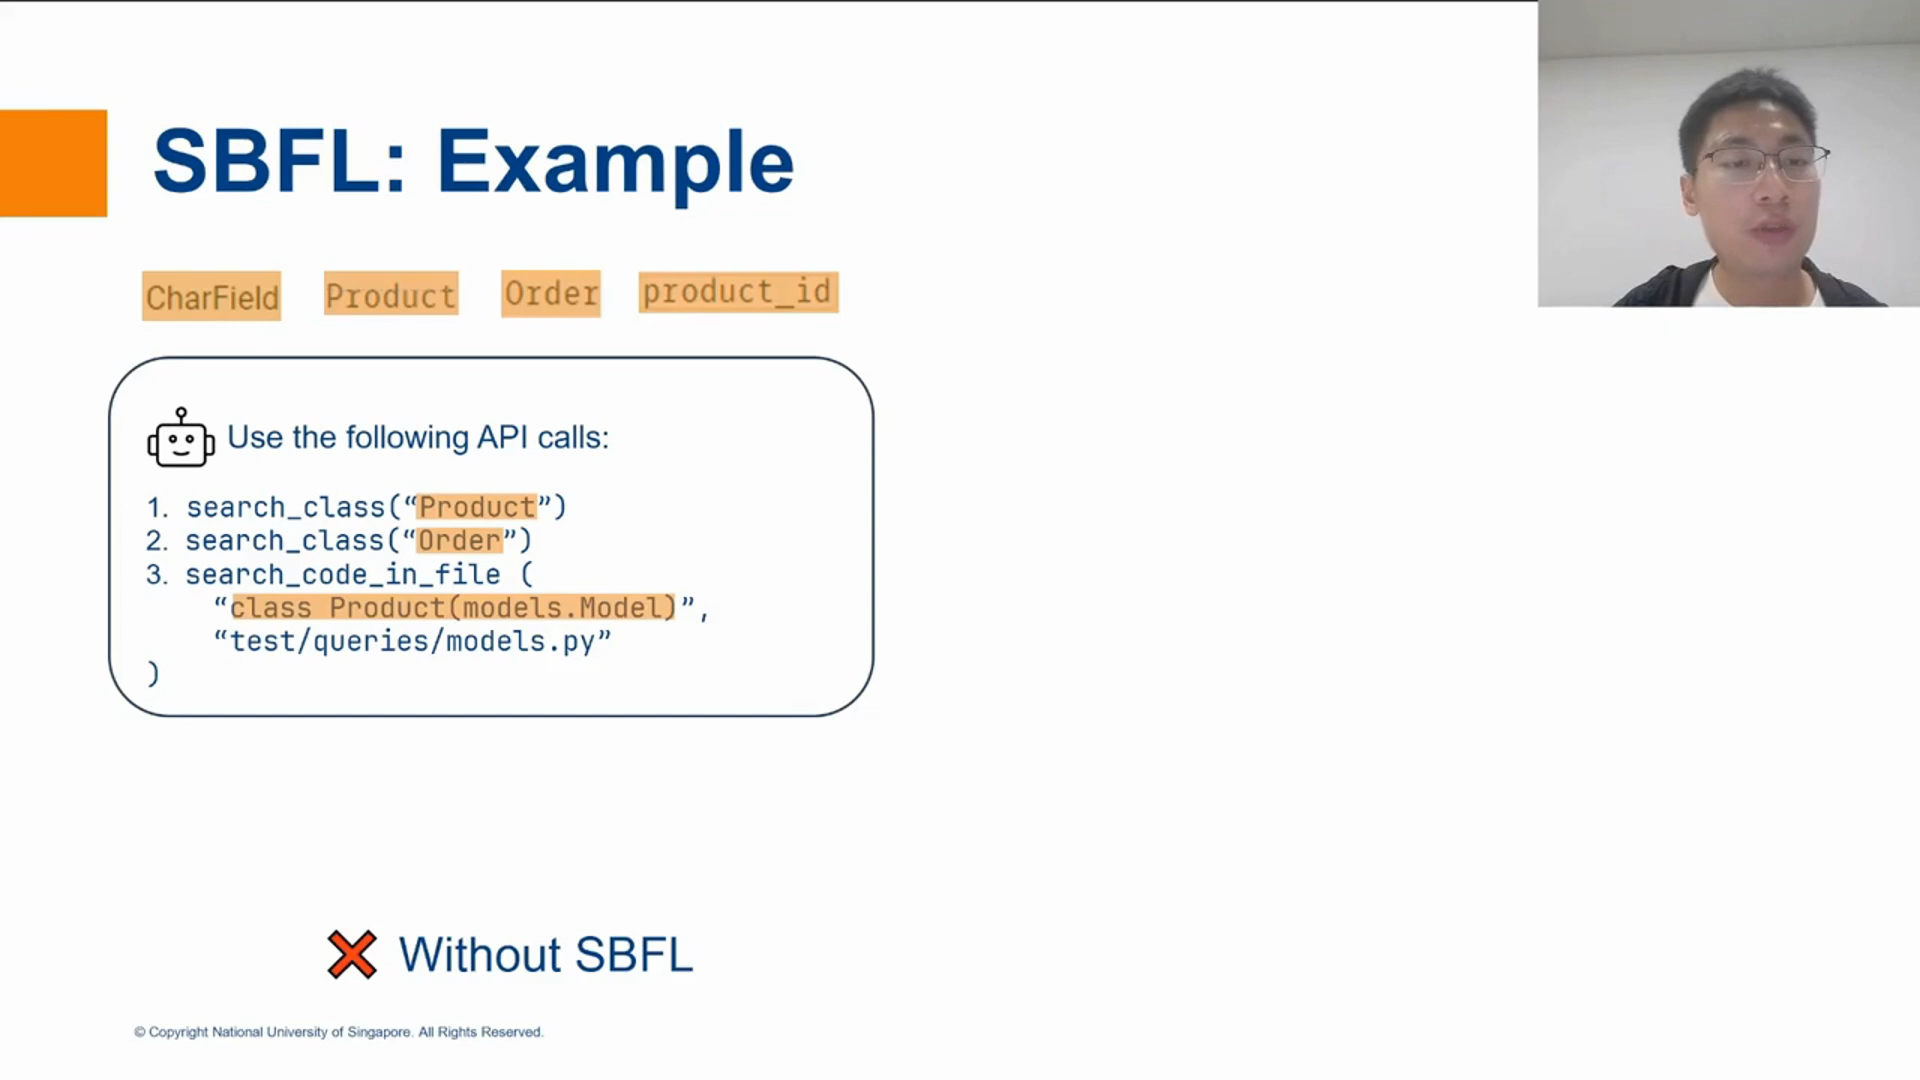 SBFL: Example
CharField Product Order product_id
Use the following API calls:
1. search_class(“Product”)
2. search_class(“Order”)
3. search_code_in_file (
“class Product(models.Model)”,
“test/queries/models.py”
)
Without SBFL
© Copyright National University of Singapore. All Rights Reserved.